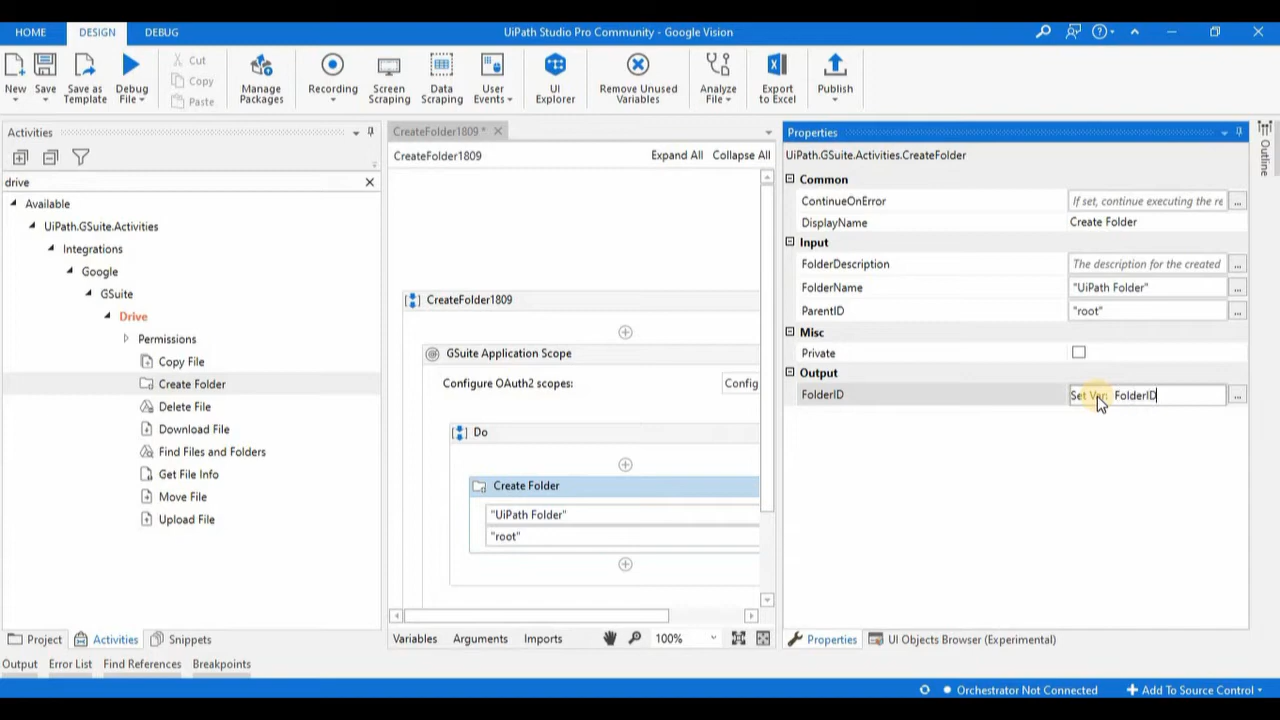 HOME
DESIGN
DEBUG
UiPath Studio Pro Community - Google Vision
New
Save
Save as Template
Debug File
Cut
Copy
Paste
Manage Packages
Recording
Screen Scraping
Data Scraping
User Events
UI Explorer
Remove Unused Variables
Analyze File
Export to Excel
Publish
Activities
drive
Available
UiPath.GSuite.Activities
Integrations
Google
GSuite
Drive
Permissions
Copy File
Create Folder
Delete File
Download File
Find Files and Folders
Get File Info
Move File
Upload File
Project
Activities
Snippets
CreateFolder1809 *
CreateFolder1809
Expand All
Collapse All
CreateFolder1809
GSuite Application Scope
Configure OAuth2 scopes:
Config
Do
Create Folder
"UiPath Folder"
"root"
Variables
Arguments
Imports
100%
Properties
UiPath.GSuite.Activities.CreateFolder
Common
ContinueOnError
If set, continue executing the re
...
DisplayName
Create Folder
Input
FolderDescription
The description for the created
...
FolderName
"UiPath Folder"
...
ParentID
"root"
...
Misc
Private
Output
FolderID
Set Var: FolderID
...
Properties
UI Objects Browser (Experimental)
Outline
Output
Error List
Find References
Breakpoints
Orchestrator Not Connected
Add To Source Control